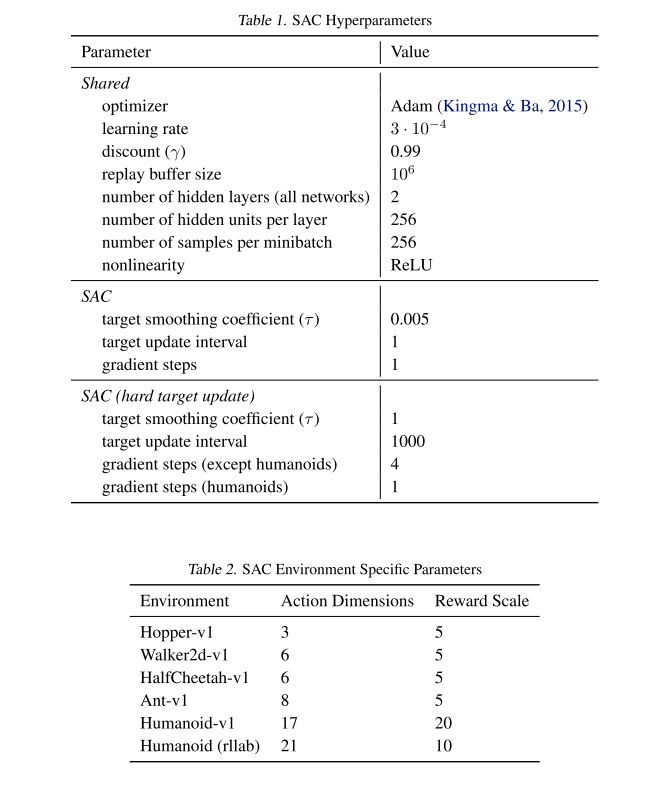 Table 1. SAC Hyperparameters
Parameter Value
Shared
optimizer Adam (Kingma & Ba, 2015)
learning rate 3 · 10⁻⁴
discount (γ) 0.99
replay buffer size 10⁶
number of hidden layers (all networks) 2
number of hidden units per layer 256
number of samples per minibatch 256
nonlinearity ReLU
SAC
target smoothing coefficient (τ) 0.005
target update interval 1
gradient steps 1
SAC (hard target update)
target smoothing coefficient (τ) 1
target update interval 1000
gradient steps (except humanoids) 4
gradient steps (humanoids) 1
Table 2. SAC Environment Specific Parameters
Environment Action Dimensions Reward Scale
Hopper-v1 3 5
Walker2d-v1 6 5
HalfCheetah-v1 6 5
Ant-v1 8 5
Humanoid-v1 17 20
Humanoid (rllab) 21 10